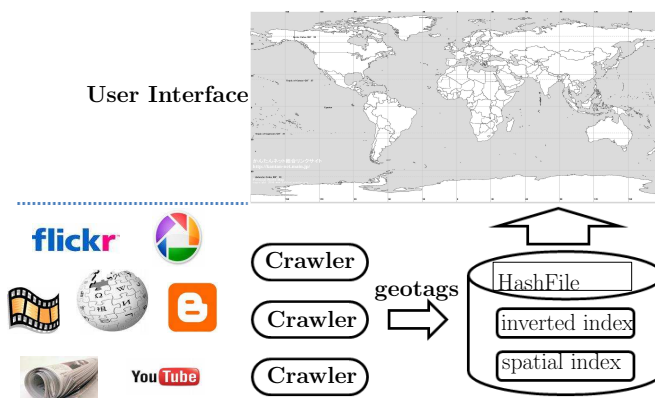 User Interface
flickr
Crawler
geotags
HashFile
Crawler
inverted index
Crawler
spatial index
You Tube